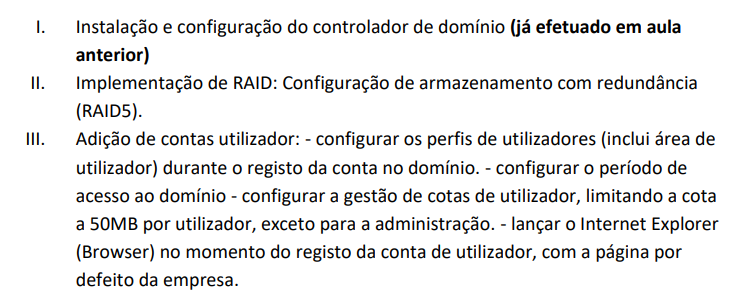 I. Instalação e configuração do controlador de domínio (já efetuado em aula
anterior)
II. Implementação de RAID: Configuração de armazenamento com redundância
(RAID5).
III. Adição de contas utilizador: - configurar os perfis de utilizadores (inclui área de
utilizador) durante o registo da conta no domínio. - configurar o período de
acesso ao domínio - configurar a gestão de cotas de utilizador, limitando a cota
a 50MB por utilizador, exceto para a administração. - lançar o Internet Explorer
(Browser) no momento do registo da conta de utilizador, com a página por
defeito da empresa.